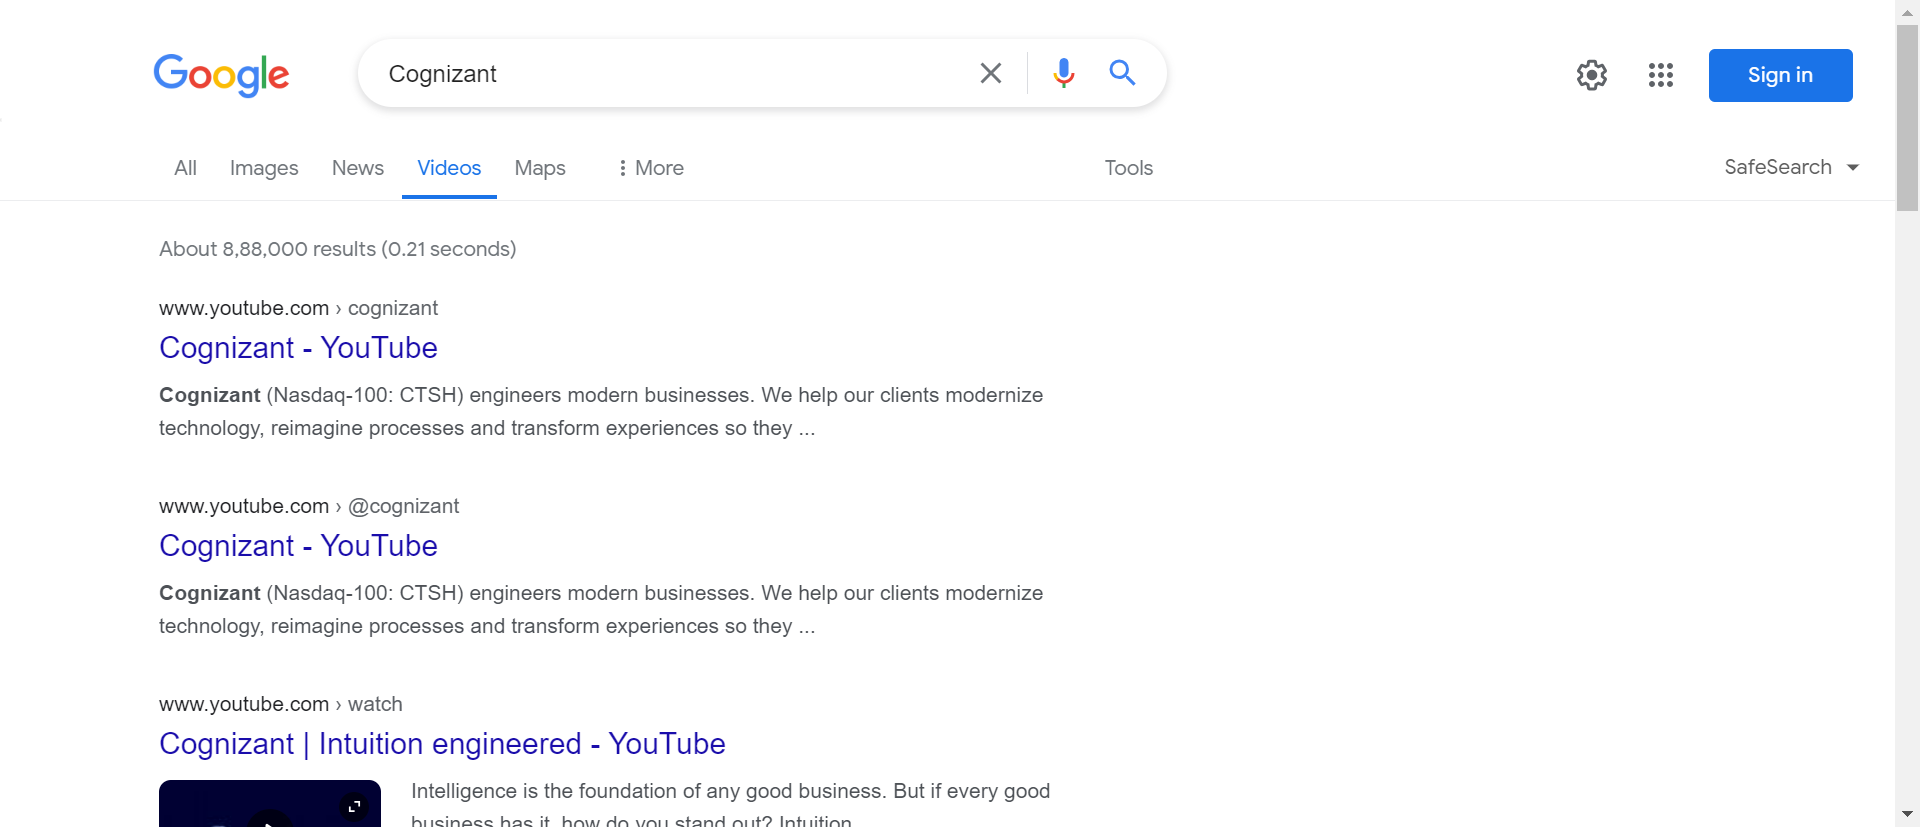 Google
Cognizant
Sign in
All Images News Videos Maps More Tools SafeSearch
About 8,88,000 results (0.21 seconds)
www.youtube.com › cognizant
Cognizant - YouTube
Cognizant (Nasdaq-100: CTSH) engineers modern businesses. We help our clients modernize
technology, reimagine processes and transform experiences so they ...
www.youtube.com › @cognizant
Cognizant - YouTube
Cognizant (Nasdaq-100: CTSH) engineers modern businesses. We help our clients modernize
technology, reimagine processes and transform experiences so they ...
www.youtube.com › watch
Cognizant | Intuition engineered - YouTube
Intelligence is the foundation of any good business. But if every good
business has it, how do you stand out? Intuition